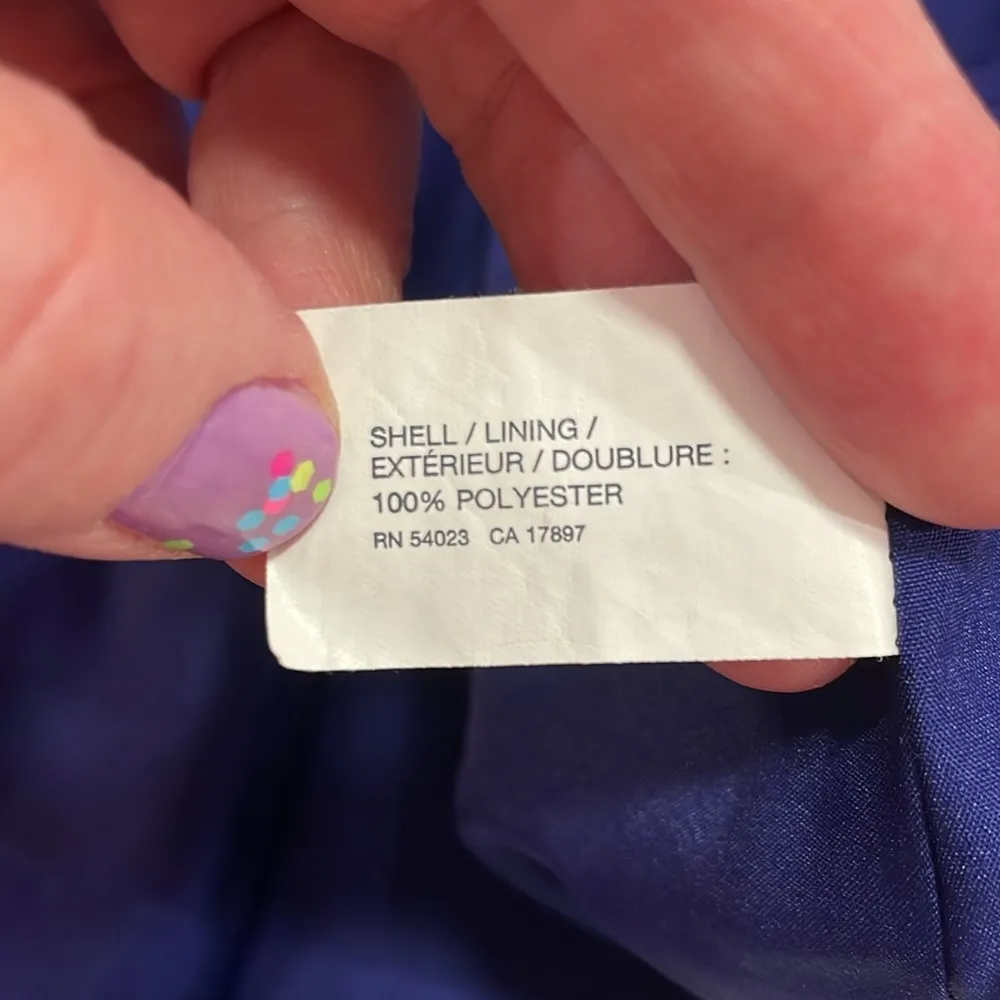 SHELL / LINING /
EXTÉRIEUR / DOUBLURE :
100% POLYESTER
RN 54023 CA 17897